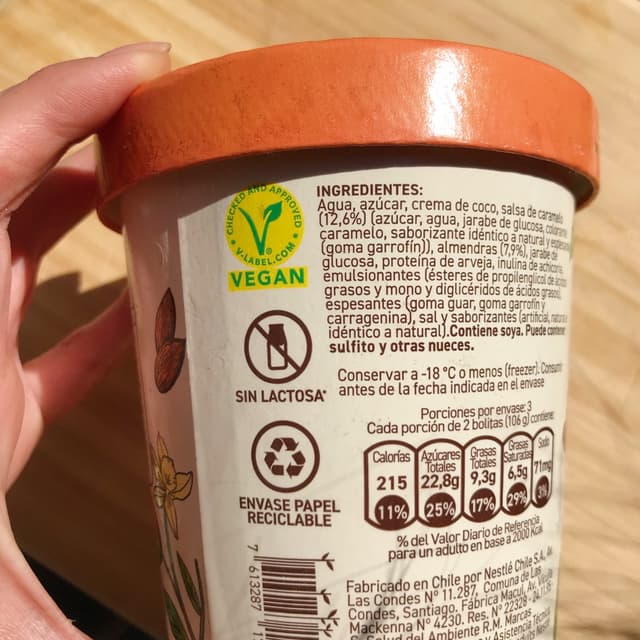 CHECKED AND APPROVED
V-LABEL.COM
VEGAN
SIN LACTOSA*
ENVASE PAPEL
RECICLABLE
INGREDIENTES:
Agua, azúcar, crema de coco, salsa de caramelo
(12,6%) (azúcar, agua, jarabe de glucosa,
caramelo, saborizante idéntico a natural y
(goma garrofín)), almendras (7,9%), jarabe de
glucosa, proteína de arveja, inulina de achicoria,
emulsionantes (ésteres de propilenglicol de ácidos
grasos y mono y diglicéridos de ácidos grasos),
espesantes (goma guar, goma garrofín y
carragenina), sal y saborizantes (artificial,
idéntico a natural).Contiene soya. Puede contener
sulfito y otras nueces.
Conservar a -18 °C o menos (freezer).
antes de la fecha indicada en el envase
Porciones por envase: 3
Cada porción de 2 bolitas (106 g) contiene:
Calorías
215
11%
Azúcares
Totales
22,8g
25%
Grasas
Totales
9,3g
17%
Grasas
Saturadas
6,5g
29%
Sodio
71mg
3%
% del Valor Diario de Referencia
para un adulto en base a 2000 Kcal.
7 613287
Fabricado en Chile por Nestlé Chile S.A., Av.
Las Condes N° 11.287, Comuna de Las
Condes, Santiago. Fábrica Macul, Av. Vicuña
Mackenna N° 4230. Res. N° 22328
Salud del Ambiente R.M. Marcas